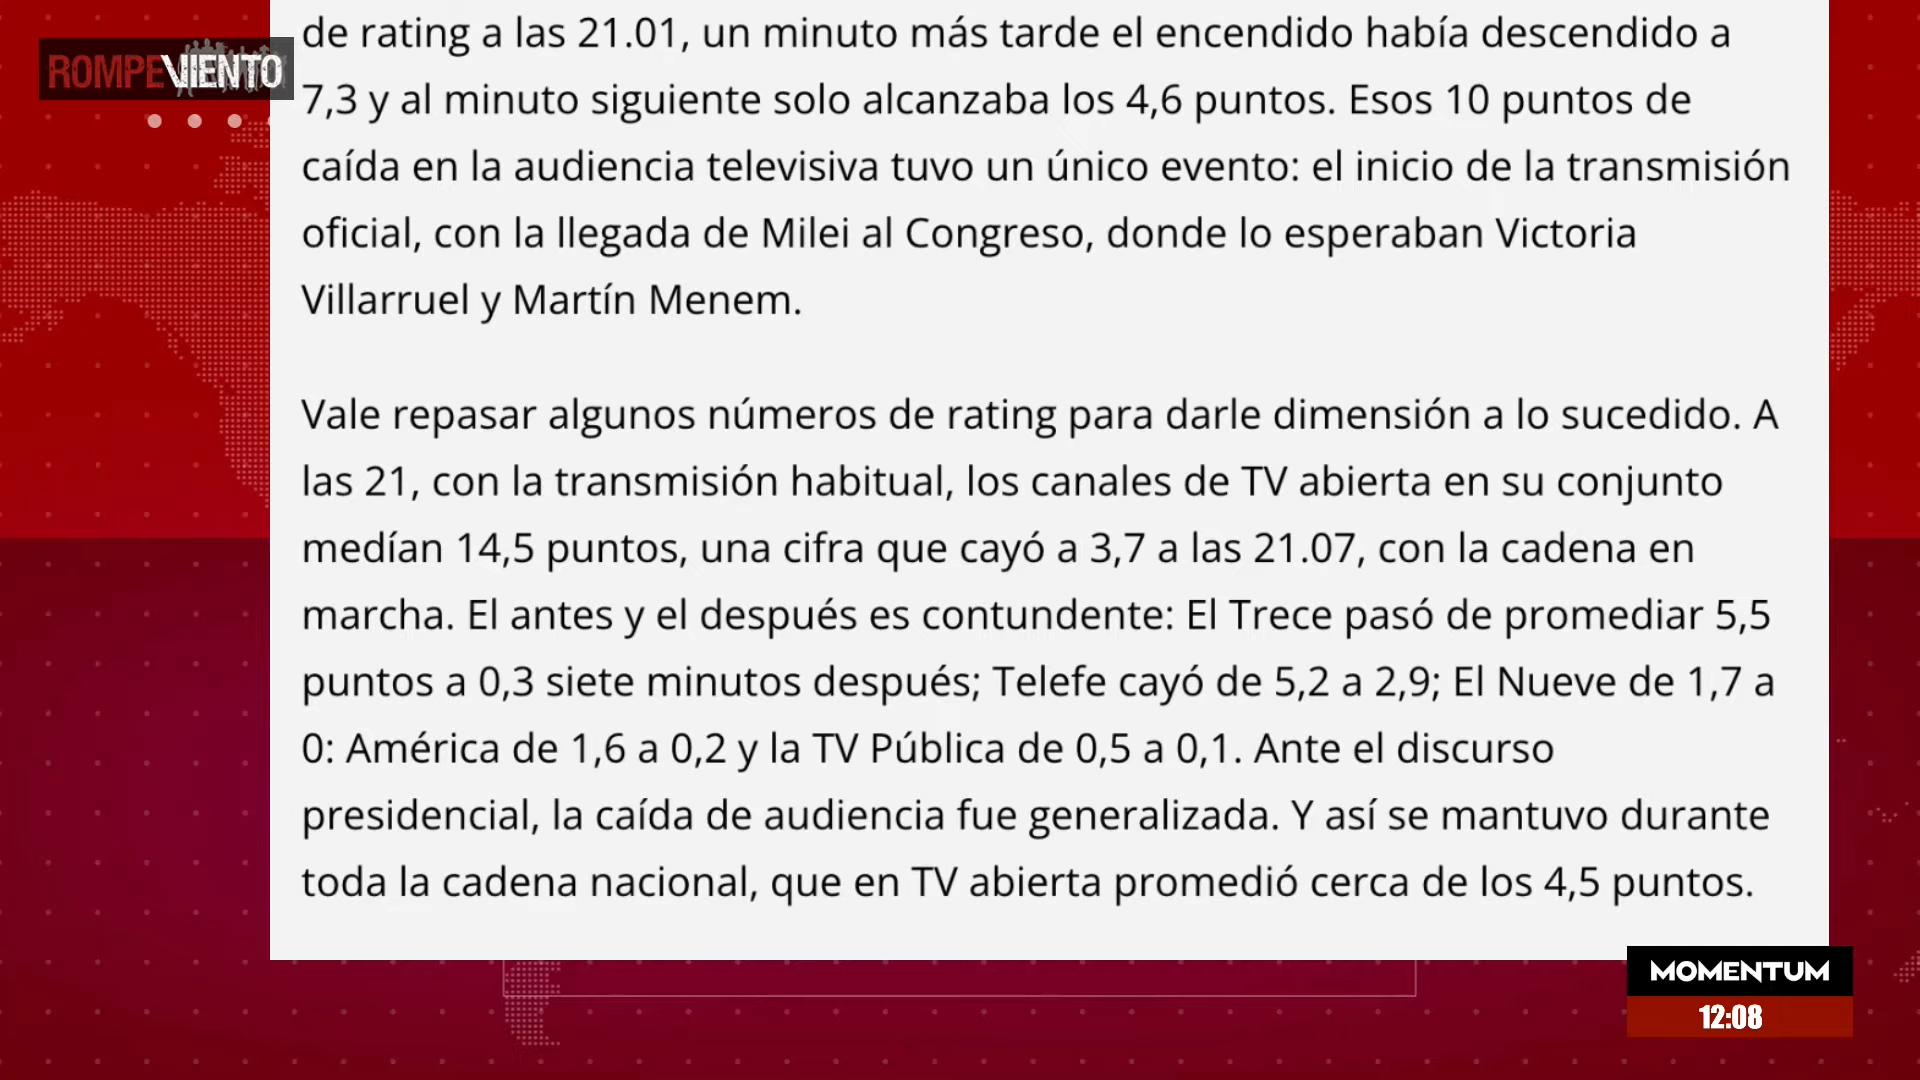 ROMPEVIENTO
de rating a las 21.01, un minuto más tarde el encendido había descendido a
7,3 y al minuto siguiente solo alcanzaba los 4,6 puntos. Esos 10 puntos de
caída en la audiencia televisiva tuvo un único evento: el inicio de la transmisión
oficial, con la llegada de Milei al Congreso, donde lo esperaban Victoria
Villarruel y Martín Menem.
Vale repasar algunos números de rating para darle dimensión a lo sucedido. A
las 21, con la transmisión habitual, los canales de TV abierta en su conjunto
medían 14,5 puntos, una cifra que cayó a 3,7 a las 21.07, con la cadena en
marcha. El antes y el después es contundente: El Trece pasó de promediar 5,5
puntos a 0,3 siete minutos después; Telefe cayó de 5,2 a 2,9; El Nueve de 1,7 a
0: América de 1,6 a 0,2 y la TV Pública de 0,5 a 0,1. Ante el discurso
presidencial, la caída de audiencia fue generalizada. Y así se mantuvo durante
toda la cadena nacional, que en TV abierta promedió cerca de los 4,5 puntos.
MOMENTUM
12:08